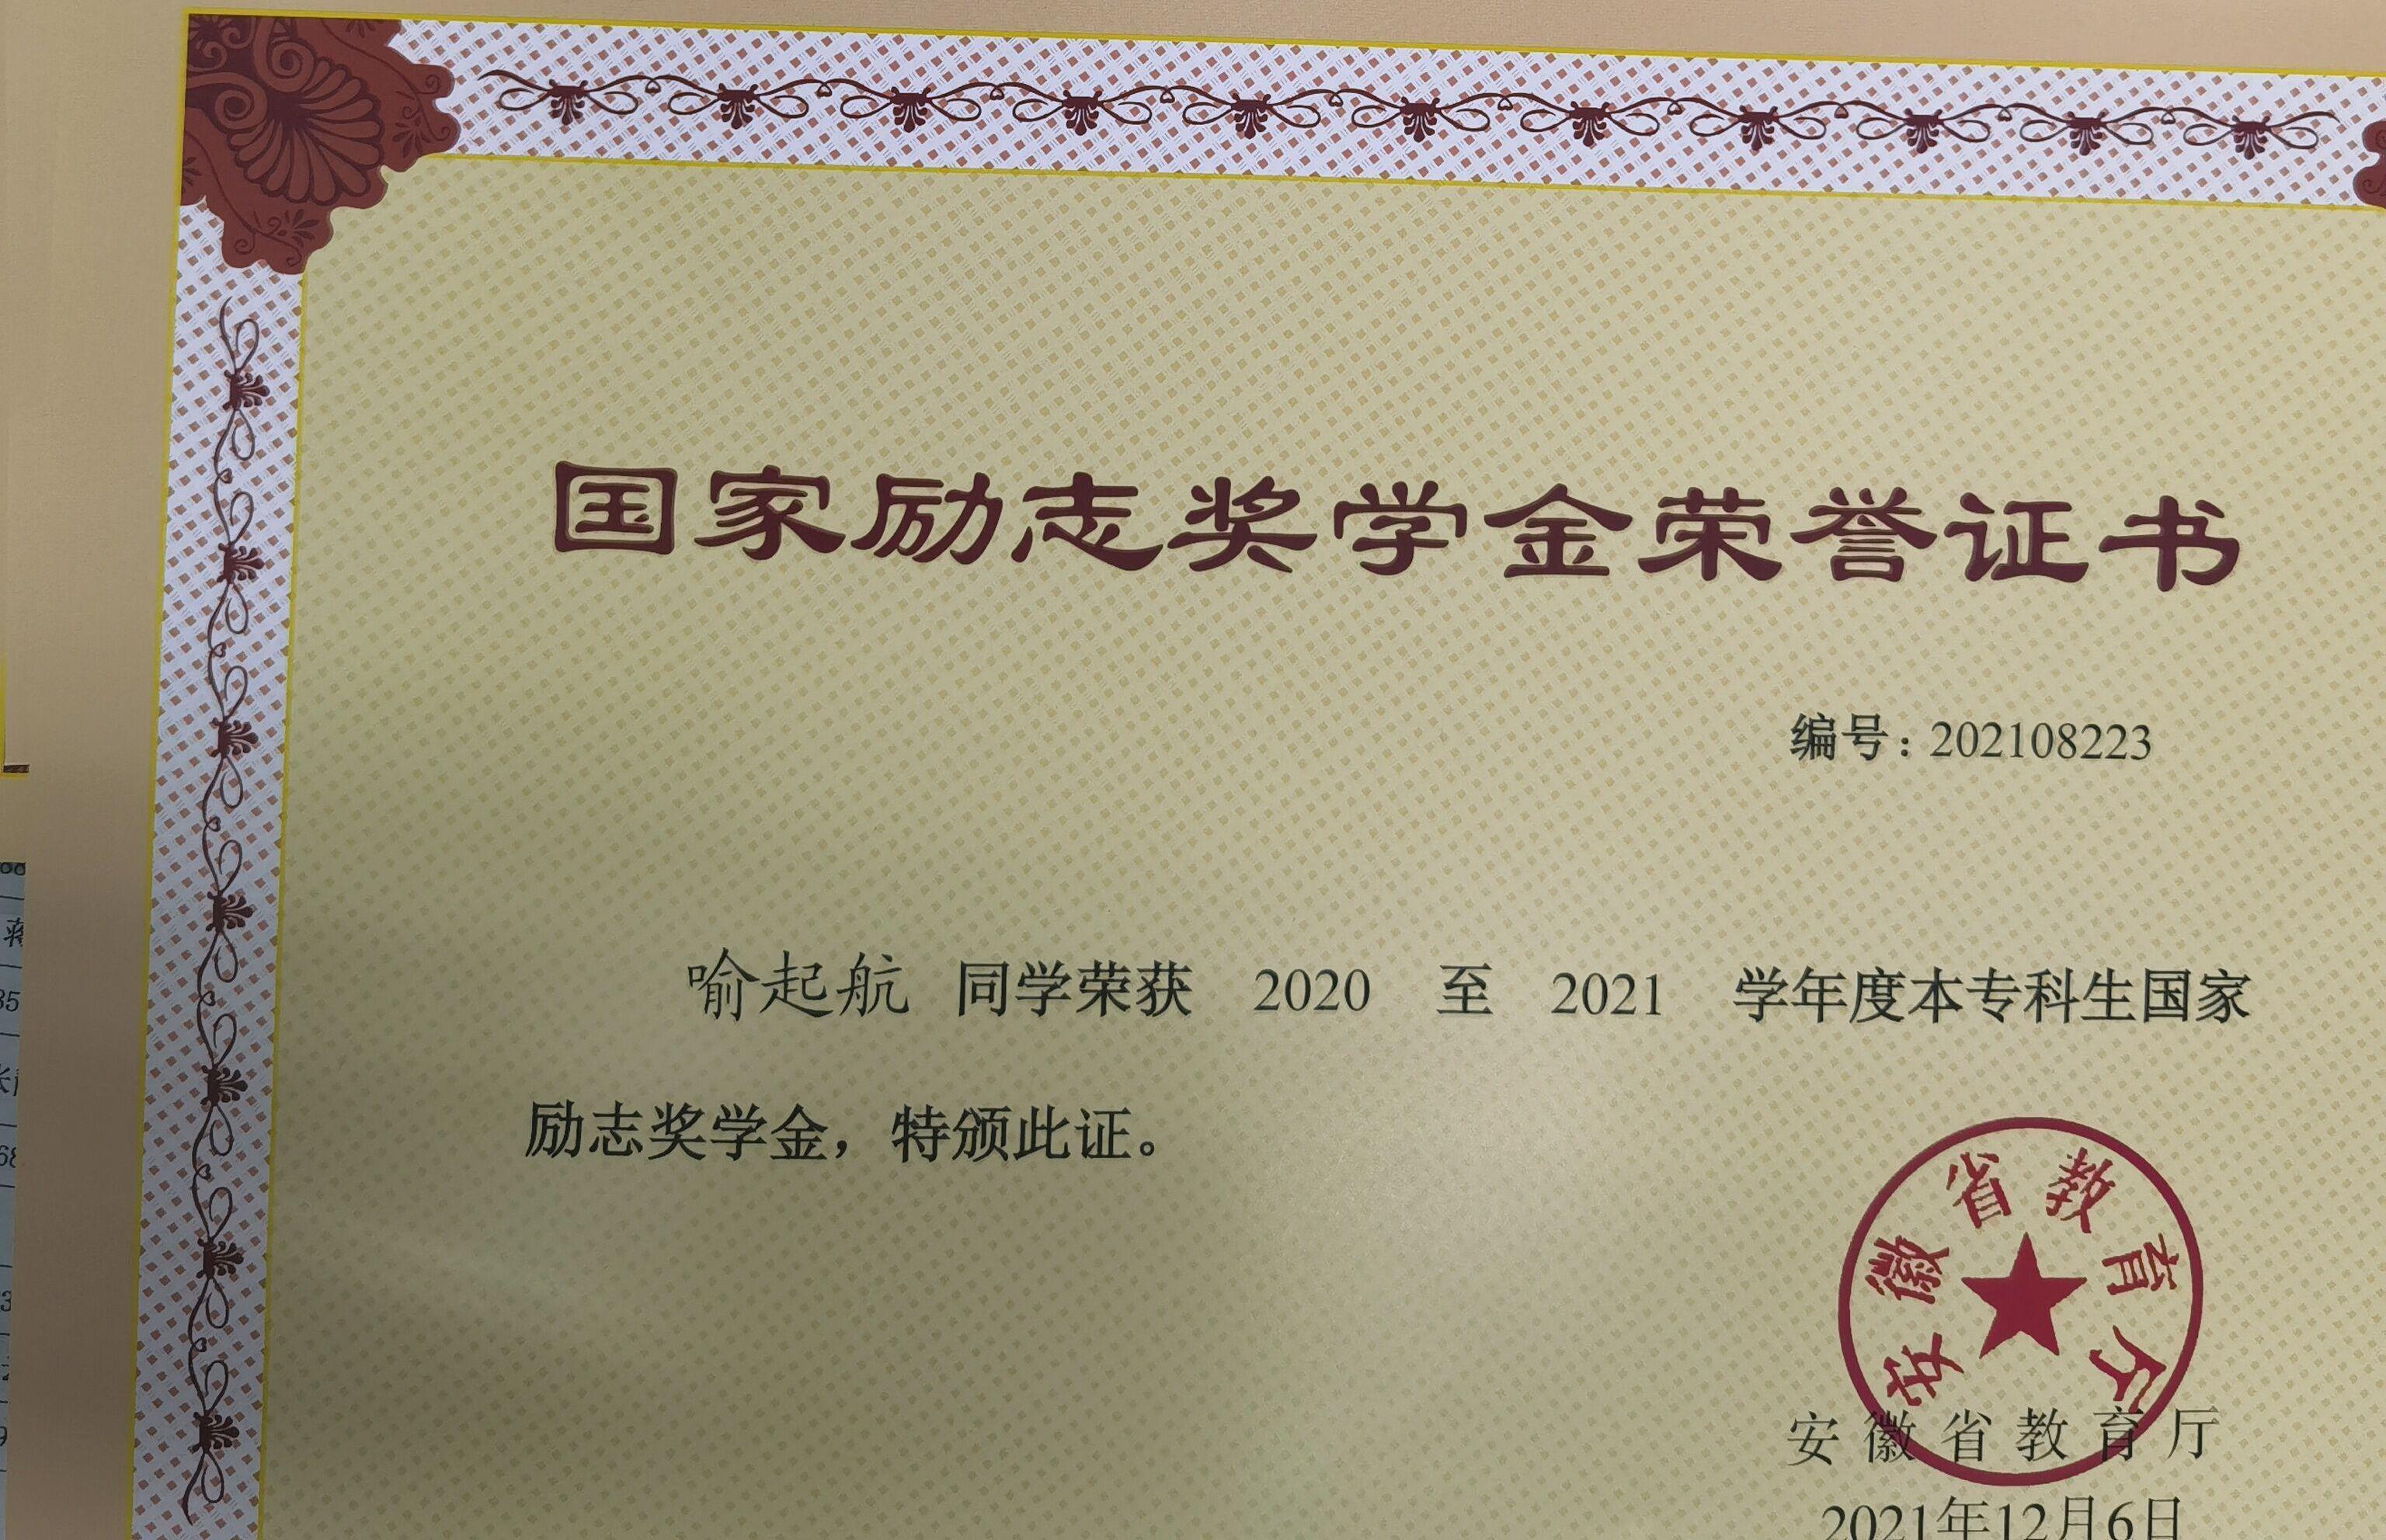 国家励志奖学金荣誉证书
编号：202108223
喻起航 同学荣获 2020 至 2021 学年度本专科生国家
励志奖学金，特颁此证。
安徽省教育厅
安徽省教育厅
2021年12月6日